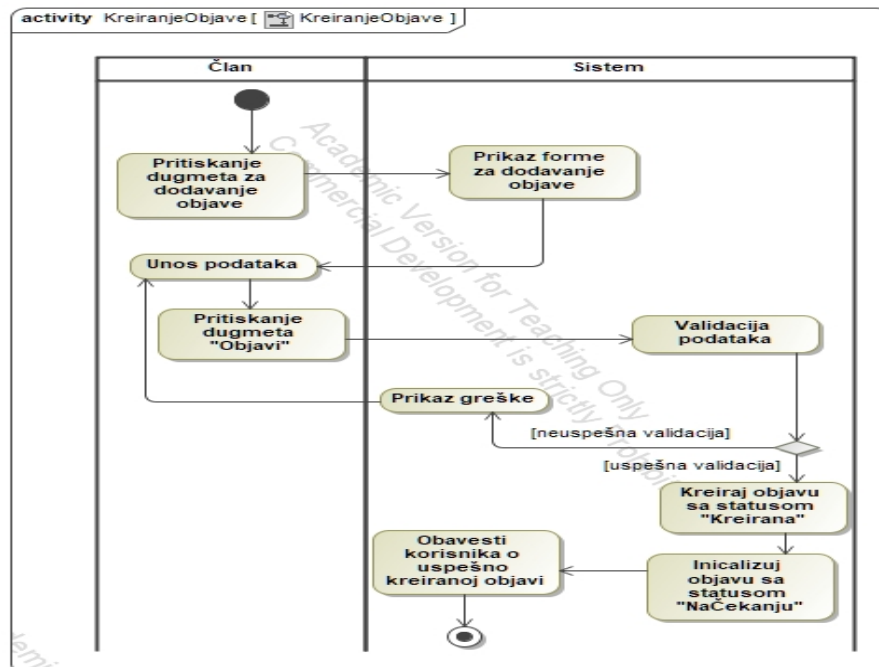 activity KreiranjeObjave [ KreiranjeObjave ]
Član
Sistem
Pritiskanje
dugmeta za
dodavanje
objave
Prikaz forme
za dodavanje
objave
Unos podataka
Pritiskanje
dugmeta
"Objavi"
Validacija
podataka
Prikaz greške
[neuspešna validacija]
[uspešna validacija]
Kreiraj objavu
sa statusom
"Kreirana"
Inicalizuj
objavu sa
statusom
"NaČekanju"
Obavesti
korisnika o
uspešno
kreiranoj objavi
Academic Version for Teaching Only
Commercial Development is strictly Prohibi